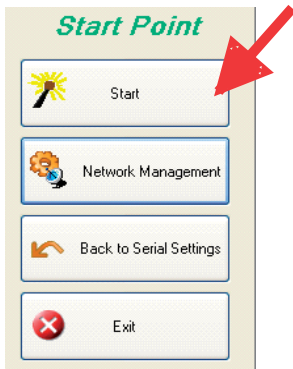 Start Point
Start
Network Management
Back to Serial Settings
Exit